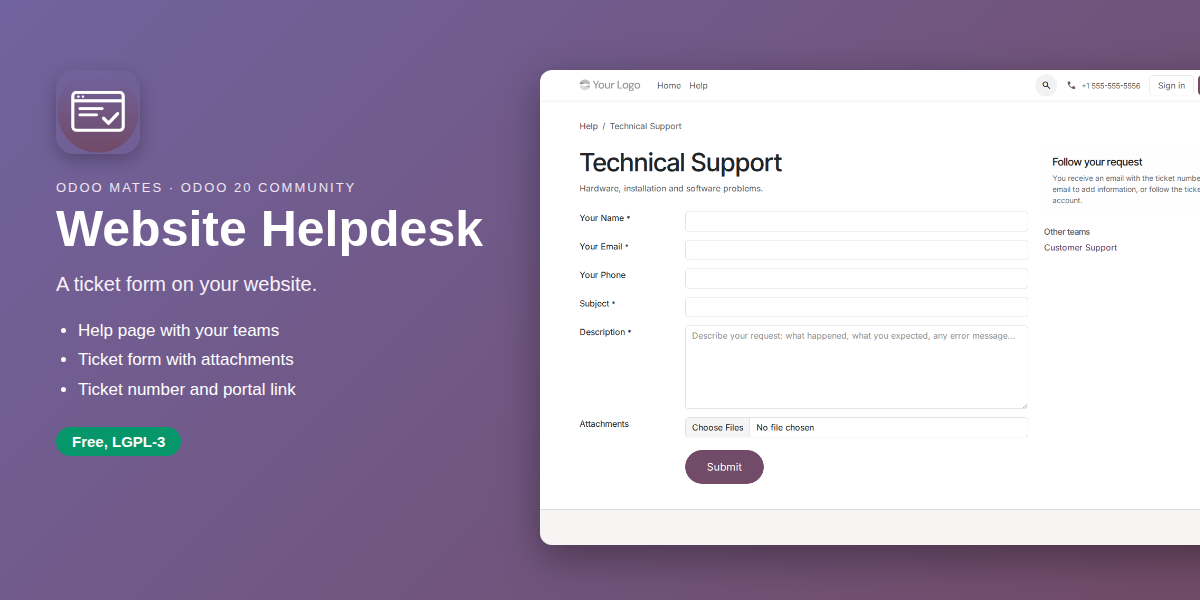 ODOO MATES · ODOO 20 COMMUNITY
Website Helpdesk
A ticket form on your website.
Help page with your teams
Ticket form with attachments
Ticket number and portal link
Free, LGPL-3
Your Logo
Home Help
+1 555-555-5556
Sign in
Help / Technical Support
Technical Support
Hardware, installation and software problems.
Your Name *
Your Email *
Your Phone
Subject *
Description *
Describe your request: what happened, what you expected, any error message...
Attachments
Choose Files No file chosen
Submit
Follow your request
You receive an email with the ticket
email to add information, or follow the
account.
Other teams
Customer Support